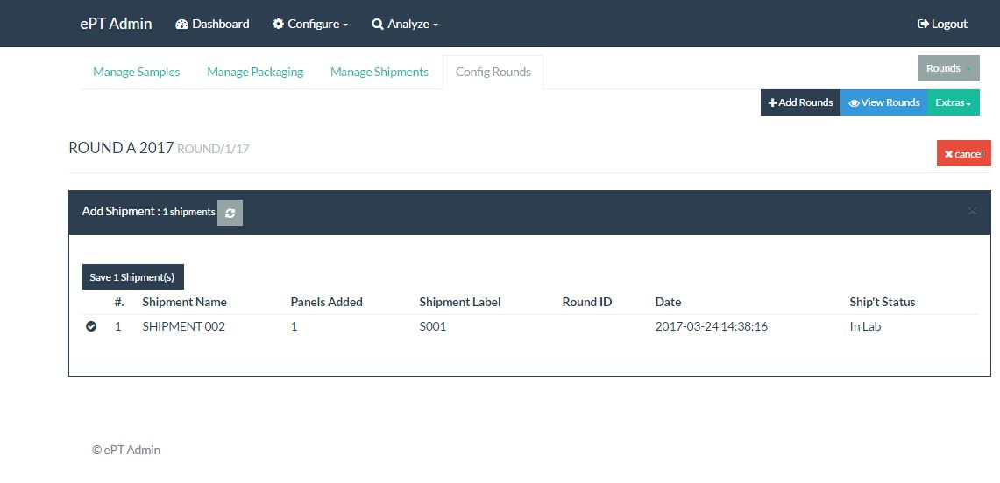 ePT Admin Dashboard Configure Analyze Logout
Manage Samples Manage Packaging Manage Shipments Config Rounds Rounds
Add Rounds View Rounds Extras
ROUND A 2017 ROUND/1/17 cancel
Add Shipment : 1 shipments
Save 1 Shipment(s)
#. Shipment Name Panels Added Shipment Label Round ID Date Ship't Status
1 SHIPMENT 002 1 S001 2017-03-24 14:38:16 In Lab
© ePT Admin